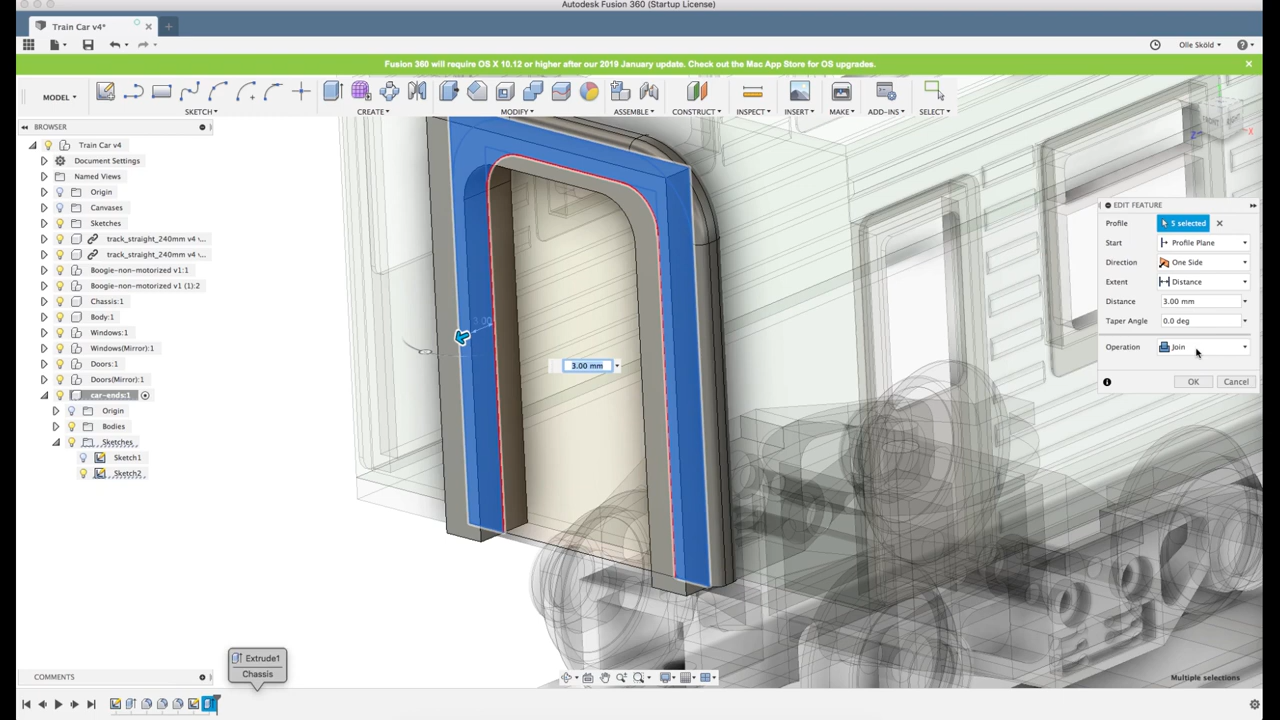 Autodesk Fusion 360 (Startup License)
Train Car v4*
Olle Sköld
Fusion 360 will require OS X 10.12 or higher after our 2019 January update. Check out the Mac App Store for OS upgrades.
MODEL
SKETCH
CREATE
MODIFY
ASSEMBLE
CONSTRUCT
INSPECT
INSERT
MAKE
ADD-INS
SELECT
BROWSER
Train Car v4
Document Settings
Named Views
Origin
Canvases
Sketches
track_straight_240mm v4 ...
track_straight_240mm v4 ...
Boogie-non-motorized v1:1
Boogie-non-motorized v1 (1):2
Chassis:1
Body:1
Windows:1
Windows(Mirror):1
Doors:1
Doors(Mirror):1
car-ends:1
Origin
Bodies
Sketches
Sketch1
Sketch2
FRONT
RIGHT
Z
X
EDIT FEATURE
Profile 5 selected
Start Profile Plane
Direction One Side
Extent Distance
Distance 3.00 mm
Taper Angle 0.0 deg
Operation Join
OK Cancel
3.00
3.00 mm
Extrude1
Chassis
COMMENTS
Multiple selections